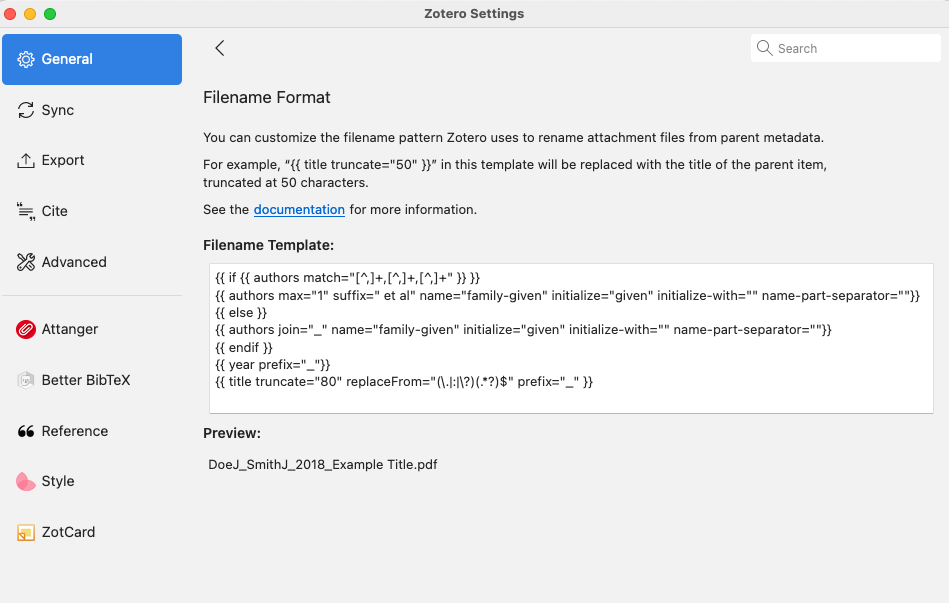 Zotero Settings
General
Sync
Export
Cite
Advanced
Attanger
Better BibTeX
Reference
Style
ZotCard
Search
Filename Format
You can customize the filename pattern Zotero uses to rename attachment files from parent metadata.
For example, “{{ title truncate="50" }}” in this template will be replaced with the title of the parent item,
truncated at 50 characters.
See the documentation for more information.
Filename Template:
{{ if {{ authors match="[^,]+,[^,]+,[^,]+" }} }}
{{ authors max="1" suffix=" et al" name="family-given" initialize="given" initialize-with="" name-part-separator=""}}
{{ else }}
{{ authors join="_" name="family-given" initialize="given" initialize-with="" name-part-separator=""}}
{{ endif }}
{{ year prefix="_"}}
{{ title truncate="80" replaceFrom="(\.|:|\?)(.*?)$" prefix="_" }}
Preview:
DoeJ_SmithJ_2018_Example Title.pdf